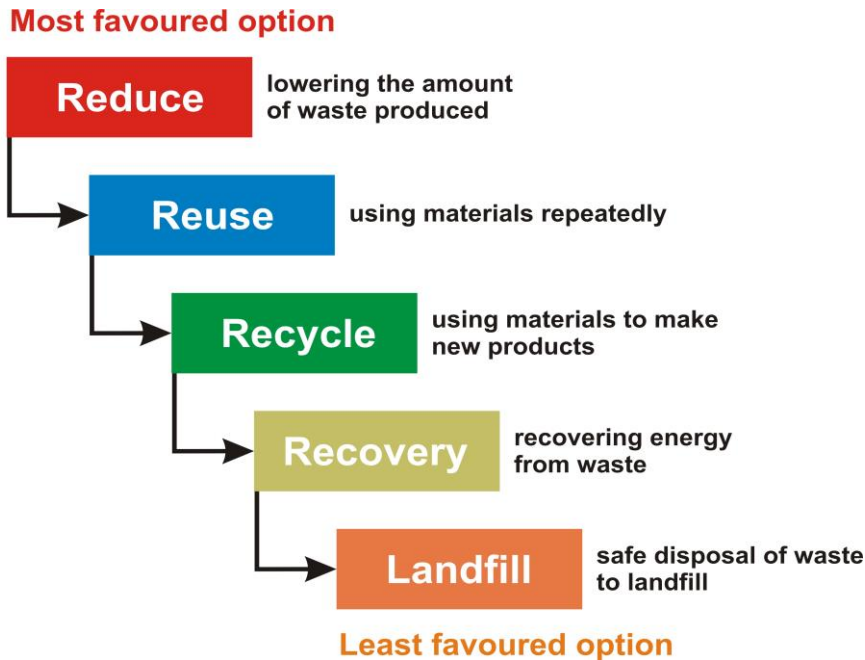 Most favoured option
Reduce
lowering the amount
of waste produced
Reuse
using materials repeatedly
Recycle
using materials to make
new products
Recovery
recovering energy
from waste
Landfill
safe disposal of waste
to landfill
Least favoured option